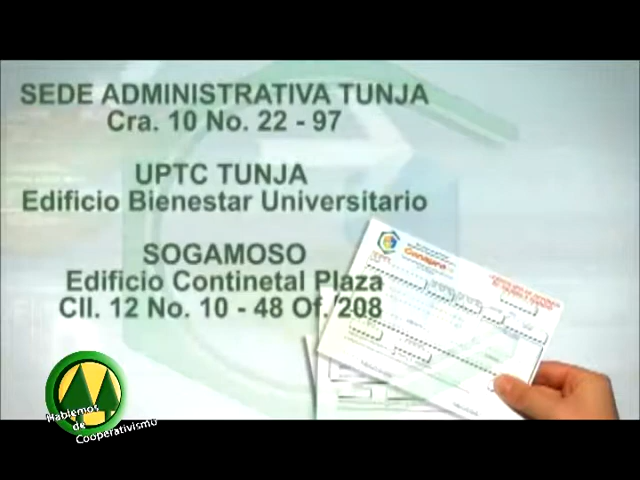 SEDE ADMINISTRATIVA TUNJA
Cra. 10 No. 22 - 97
UPTC TUNJA
Edificio Bienestar Universitario
SOGAMOSO
Edificio Continetal Plaza
Cll. 12 No. 10 - 48 Of. 208
Hablemos
de
Cooperativismo